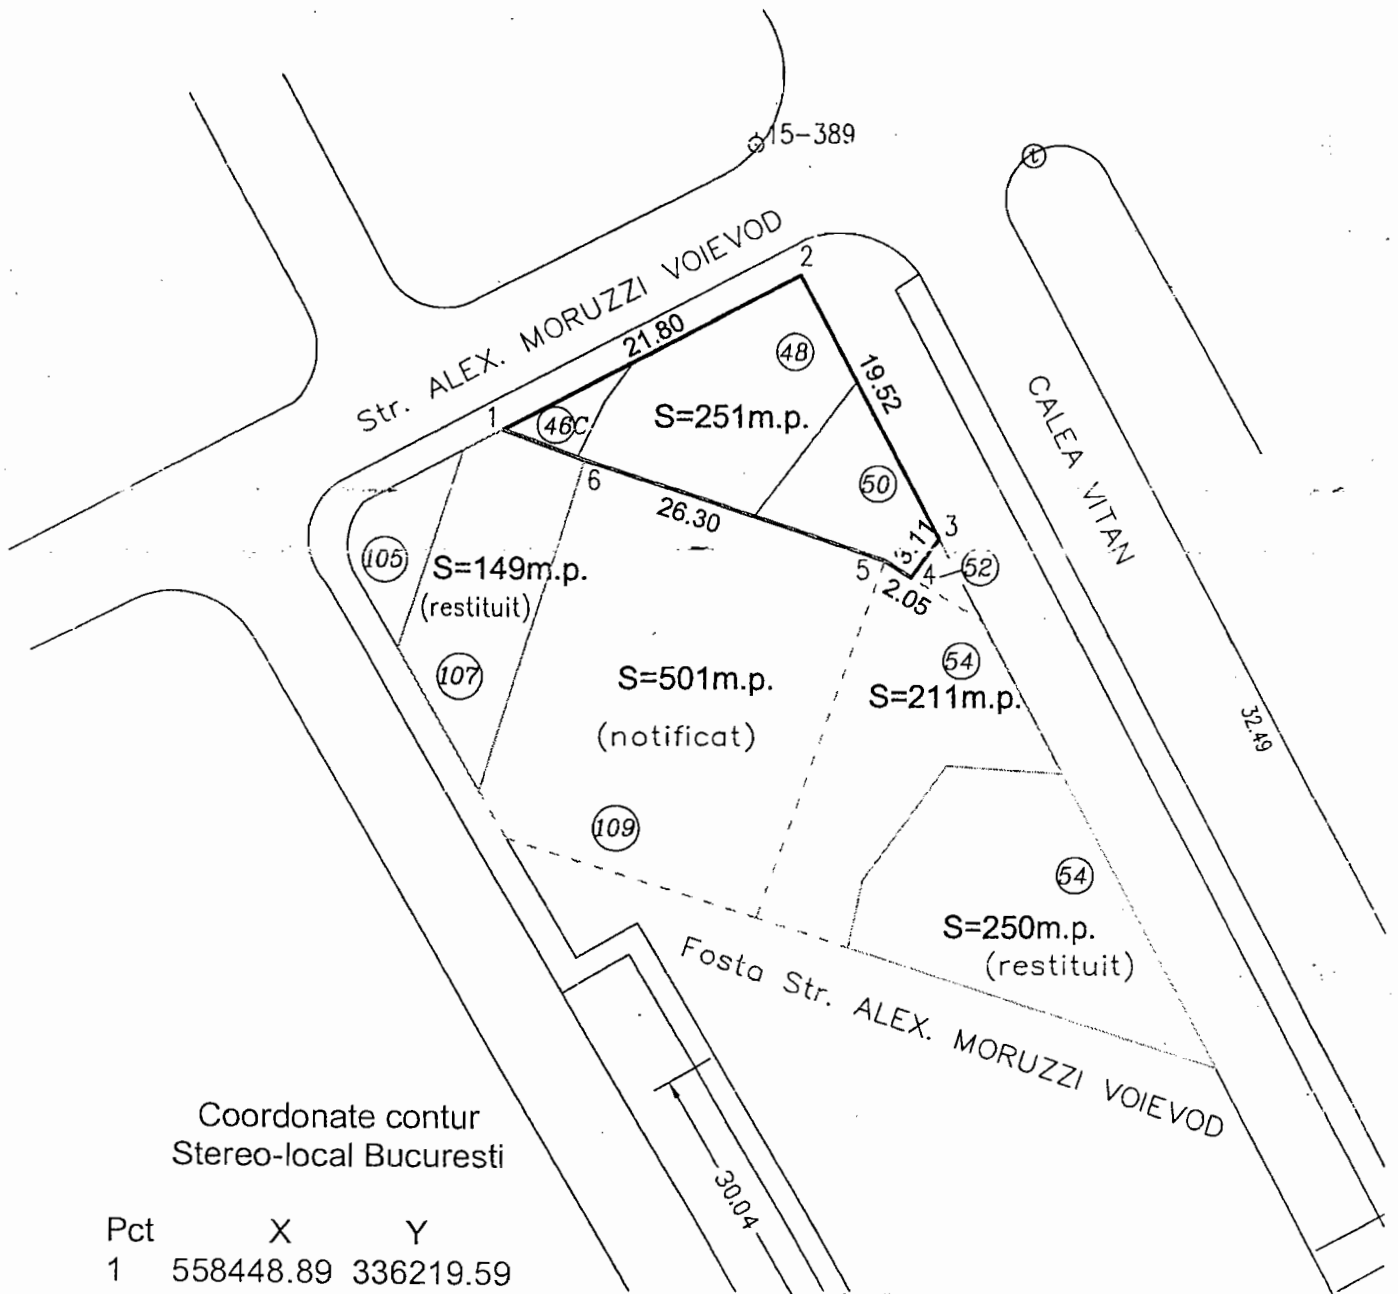 15-389
t
Str. ALEX. MORUZZI VOIEVOD
2
21.80
48
19.52
CALEA VITAN
1
46C
S=251m.p.
6
50
26.30
3
3.11
105
S=149m.p.
(restituit)
5
4
52
2.05
107
S=501m.p.
(notificat)
54
S=211m.p.
32.49
109
54
S=250m.p.
(restituit)
Fosta Str. ALEX. MORUZZI VOIEVOD
30.04
Coordonate contur
Stereo-local Bucuresti
Pct X Y
1 558448.89 336219.59